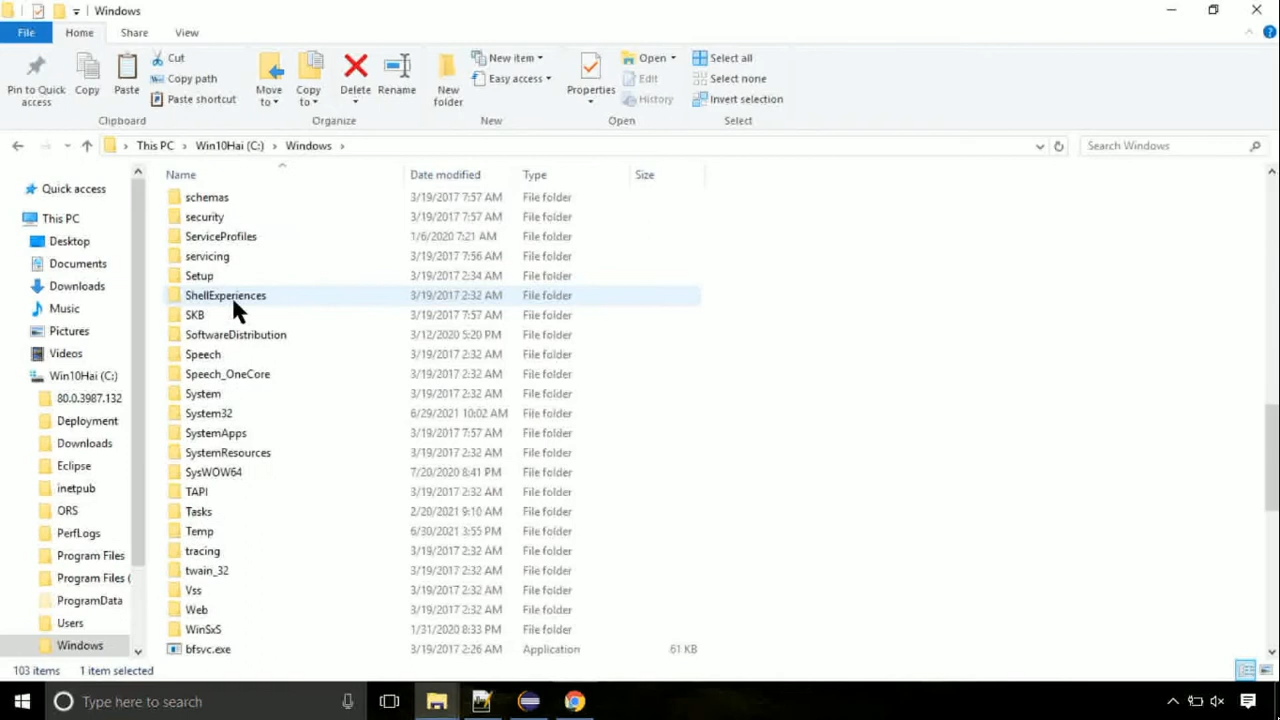 Windows
File Home Share View
Pin to Quick access
Copy
Paste
Cut
Copy path
Paste shortcut
Clipboard
Move to
Copy to
Delete
Rename
Organize
New folder
New item
Easy access
New
Properties
Open
Edit
History
Open
Select all
Select none
Invert selection
Select
This PC > Win10Hai (C:) > Windows >
Search Windows
Quick access
This PC
Desktop
Documents
Downloads
Music
Pictures
Videos
Win10Hai (C:)
80.0.3987.132
Deployment
Downloads
Eclipse
inetpub
ORS
PerfLogs
Program Files
Program Files (
ProgramData
Users
Windows
Name Date modified Type Size
schemas 3/19/2017 7:57 AM File folder
security 3/19/2017 7:57 AM File folder
ServiceProfiles 1/6/2020 7:21 AM File folder
servicing 3/19/2017 7:56 AM File folder
Setup 3/19/2017 2:34 AM File folder
ShellExperiences 3/19/2017 2:32 AM File folder
SKB 3/19/2017 7:57 AM File folder
SoftwareDistribution 3/12/2020 5:20 PM File folder
Speech 3/19/2017 2:32 AM File folder
Speech_OneCore 3/19/2017 2:32 AM File folder
System 3/19/2017 2:32 AM File folder
System32 6/29/2021 10:02 AM File folder
SystemApps 3/19/2017 7:57 AM File folder
SystemResources 3/19/2017 2:32 AM File folder
SysWOW64 7/20/2020 8:41 PM File folder
TAPI 3/19/2017 2:32 AM File folder
Tasks 2/20/2021 9:10 AM File folder
Temp 6/30/2021 3:55 PM File folder
tracing 3/19/2017 2:32 AM File folder
twain_32 3/19/2017 2:32 AM File folder
Vss 3/19/2017 2:32 AM File folder
Web 3/19/2017 2:32 AM File folder
WinSxS 1/31/2020 8:33 PM File folder
bfsvc.exe 3/19/2017 2:26 AM Application 61 KB
103 items 1 item selected
Type here to search